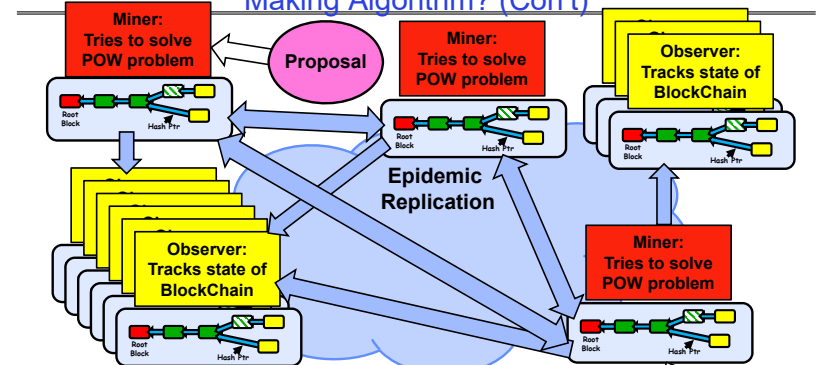 Making Algorithm? (Con't)
Miner:
Tries to solve
POW problem
Proposal
Miner:
Tries to solve
POW problem
Observer:
Tracks state of
BlockChain
Root
Block
Hash Ptr
Root
Block
Hash Ptr
Root
Block
Hash Ptr
Epidemic
Replication
Observer:
Tracks state of
BlockChain
Miner:
Tries to solve
POW problem
Root
Block
Hash Ptr
Root
Block
Hash Ptr